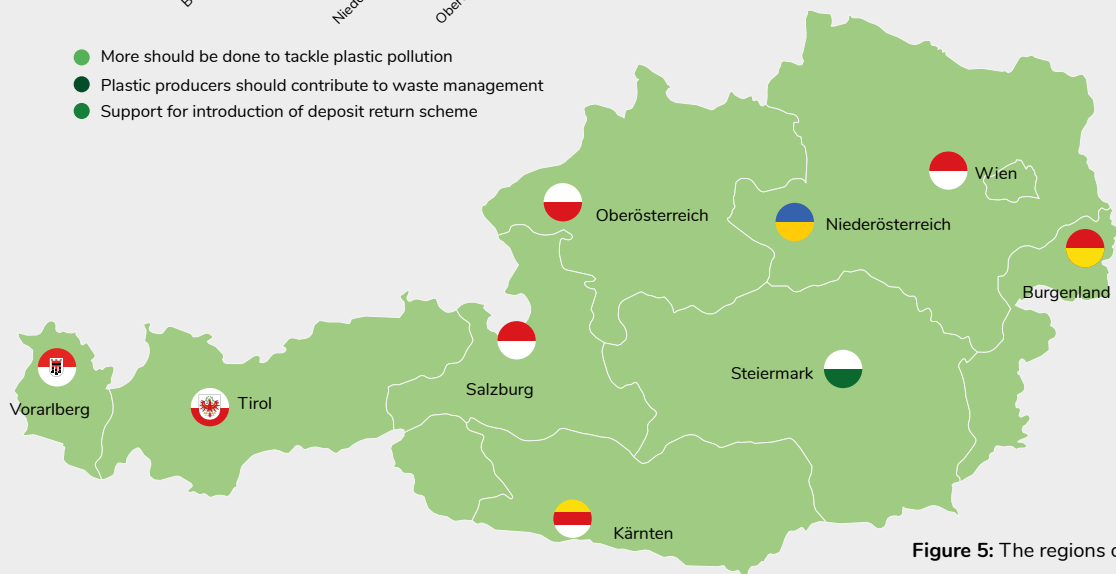 More should be done to tackle plastic pollution
Plastic producers should contribute to waste management
Support for introduction of deposit return scheme
Wien
Oberösterreich
Niederösterreich
Burgenland
Steiermark
Salzburg
Tirol
Vorarlberg
Kärnten
Figure 5: The regions